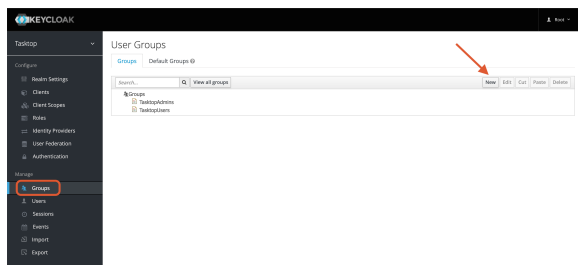 KEYCLOAK
Root
Tasktop
User Groups
Groups
Default Groups
Configure
Search...
View all groups
New
Edit
Cut
Paste
Delete
Realm Settings
Groups
Clients
TasktopAdmins
Client Scopes
TasktopUsers
Roles
Identity Providers
User Federation
Authentication
Manage
Groups
Users
Sessions
Events
Import
Export